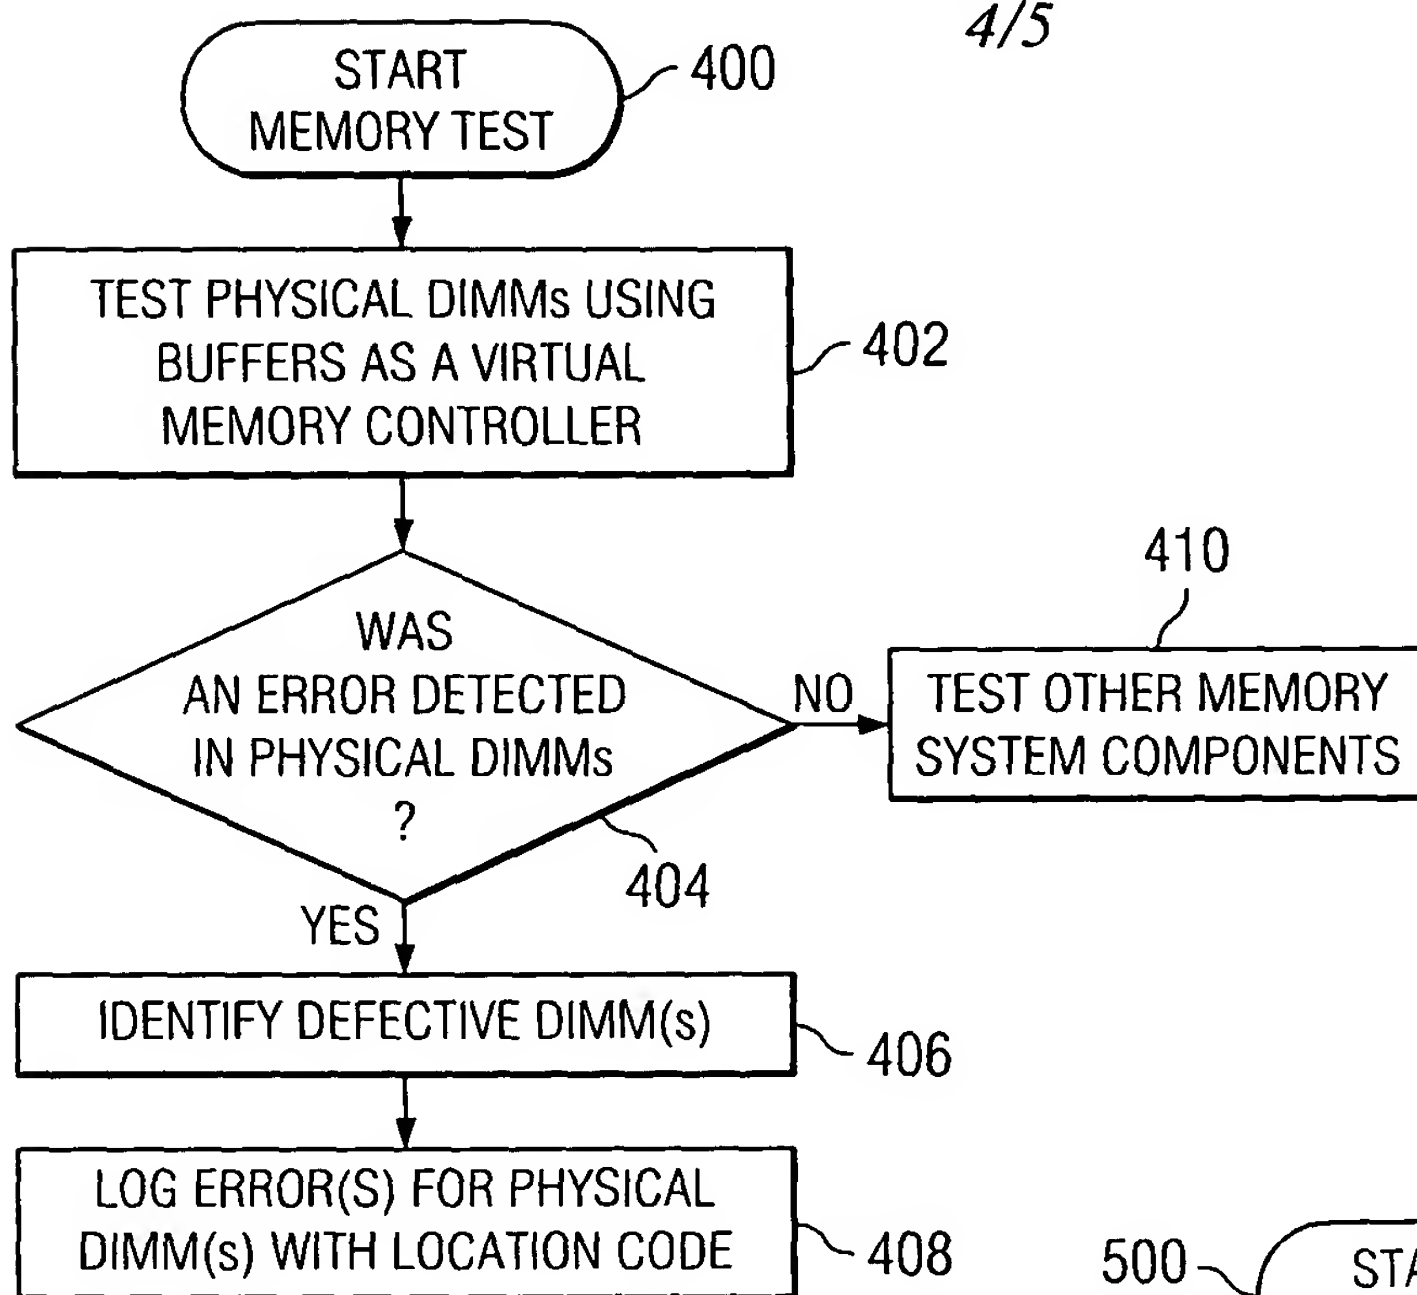 4/5
START
MEMORY TEST
400
TEST PHYSICAL DIMMs USING
BUFFERS AS A VIRTUAL
MEMORY CONTROLLER
402
WAS
AN ERROR DETECTED
IN PHYSICAL DIMMs
?
404
NO
410
TEST OTHER MEMORY
SYSTEM COMPONENTS
YES
IDENTIFY DEFECTIVE DIMM(s)
406
LOG ERROR(S) FOR PHYSICAL
DIMM(s) WITH LOCATION CODE
408
500